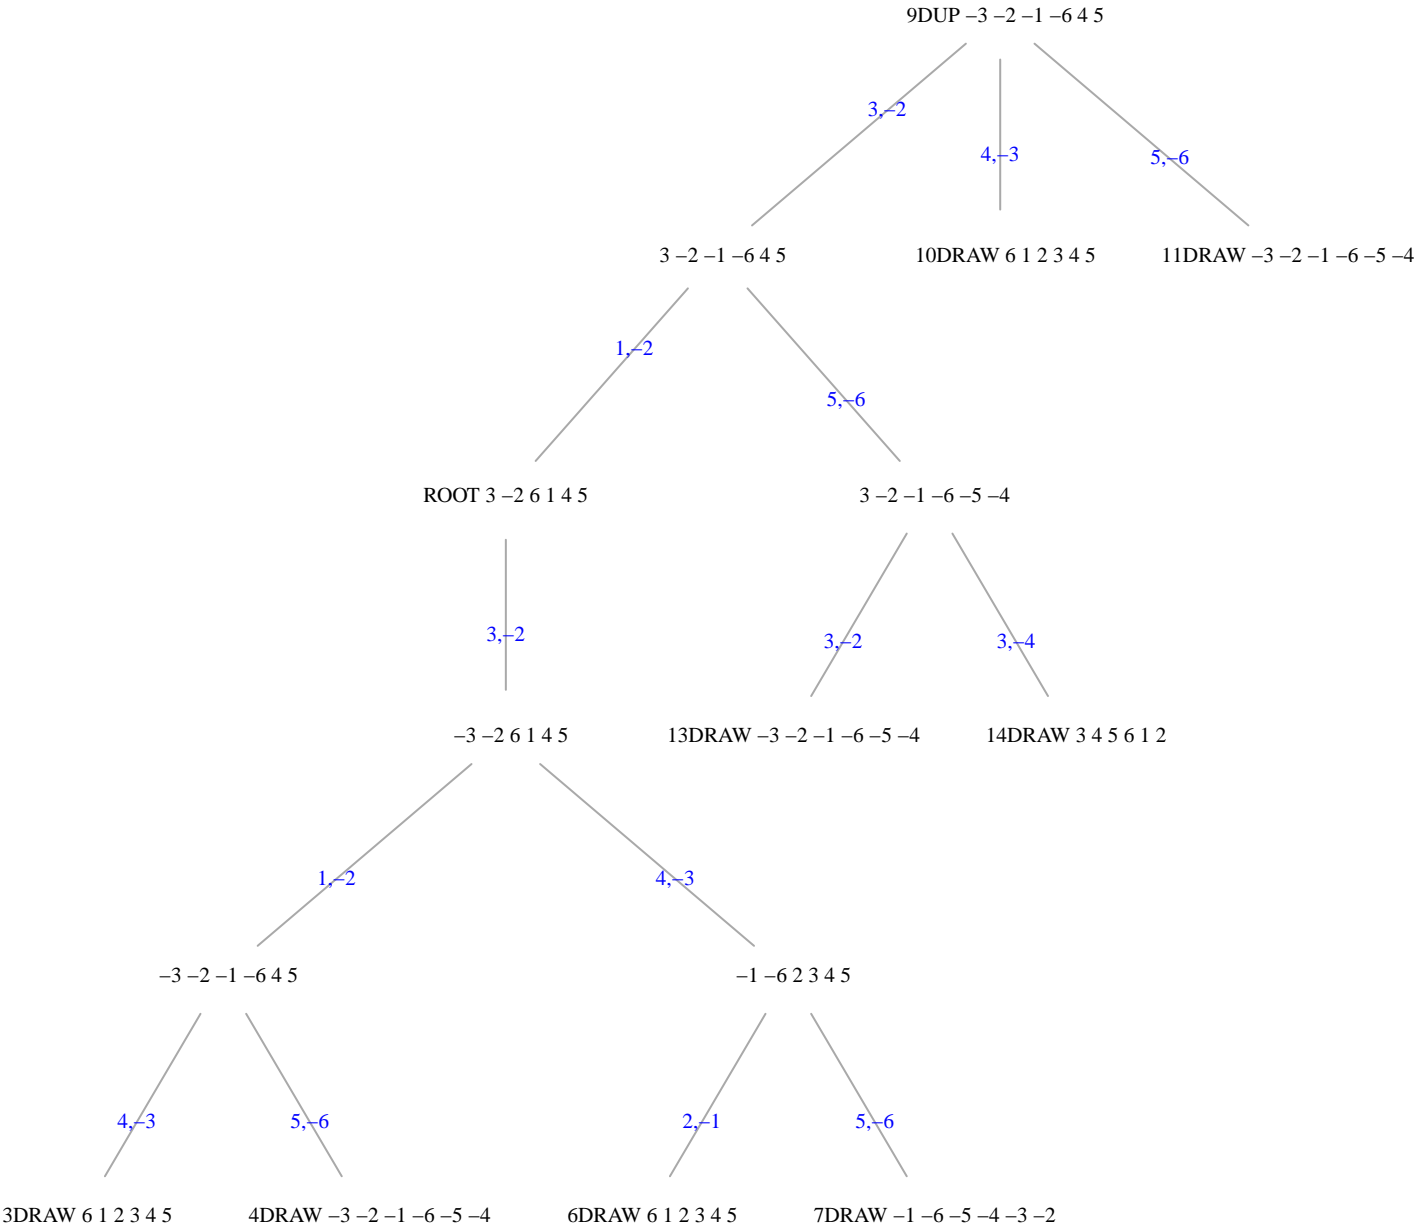 9DUP –3 –2 –1 –6 4 5
3,–2
4,–3
5,–6
3 –2 –1 –6 4 5
10DRAW 6 1 2 3 4 5
11DRAW –3 –2 –1 –6 –5 –4
1,–2
5,–6
ROOT 3 –2 6 1 4 5
3 –2 –1 –6 –5 –4
3,–2
3,–2
3,–4
–3 –2 6 1 4 5
13DRAW –3 –2 –1 –6 –5 –4
14DRAW 3 4 5 6 1 2
1,–2
4,–3
–3 –2 –1 –6 4 5
–1 –6 2 3 4 5
4,–3
5,–6
2,–1
5,–6
3DRAW 6 1 2 3 4 5
4DRAW –3 –2 –1 –6 –5 –4
6DRAW 6 1 2 3 4 5
7DRAW –1 –6 –5 –4 –3 –2